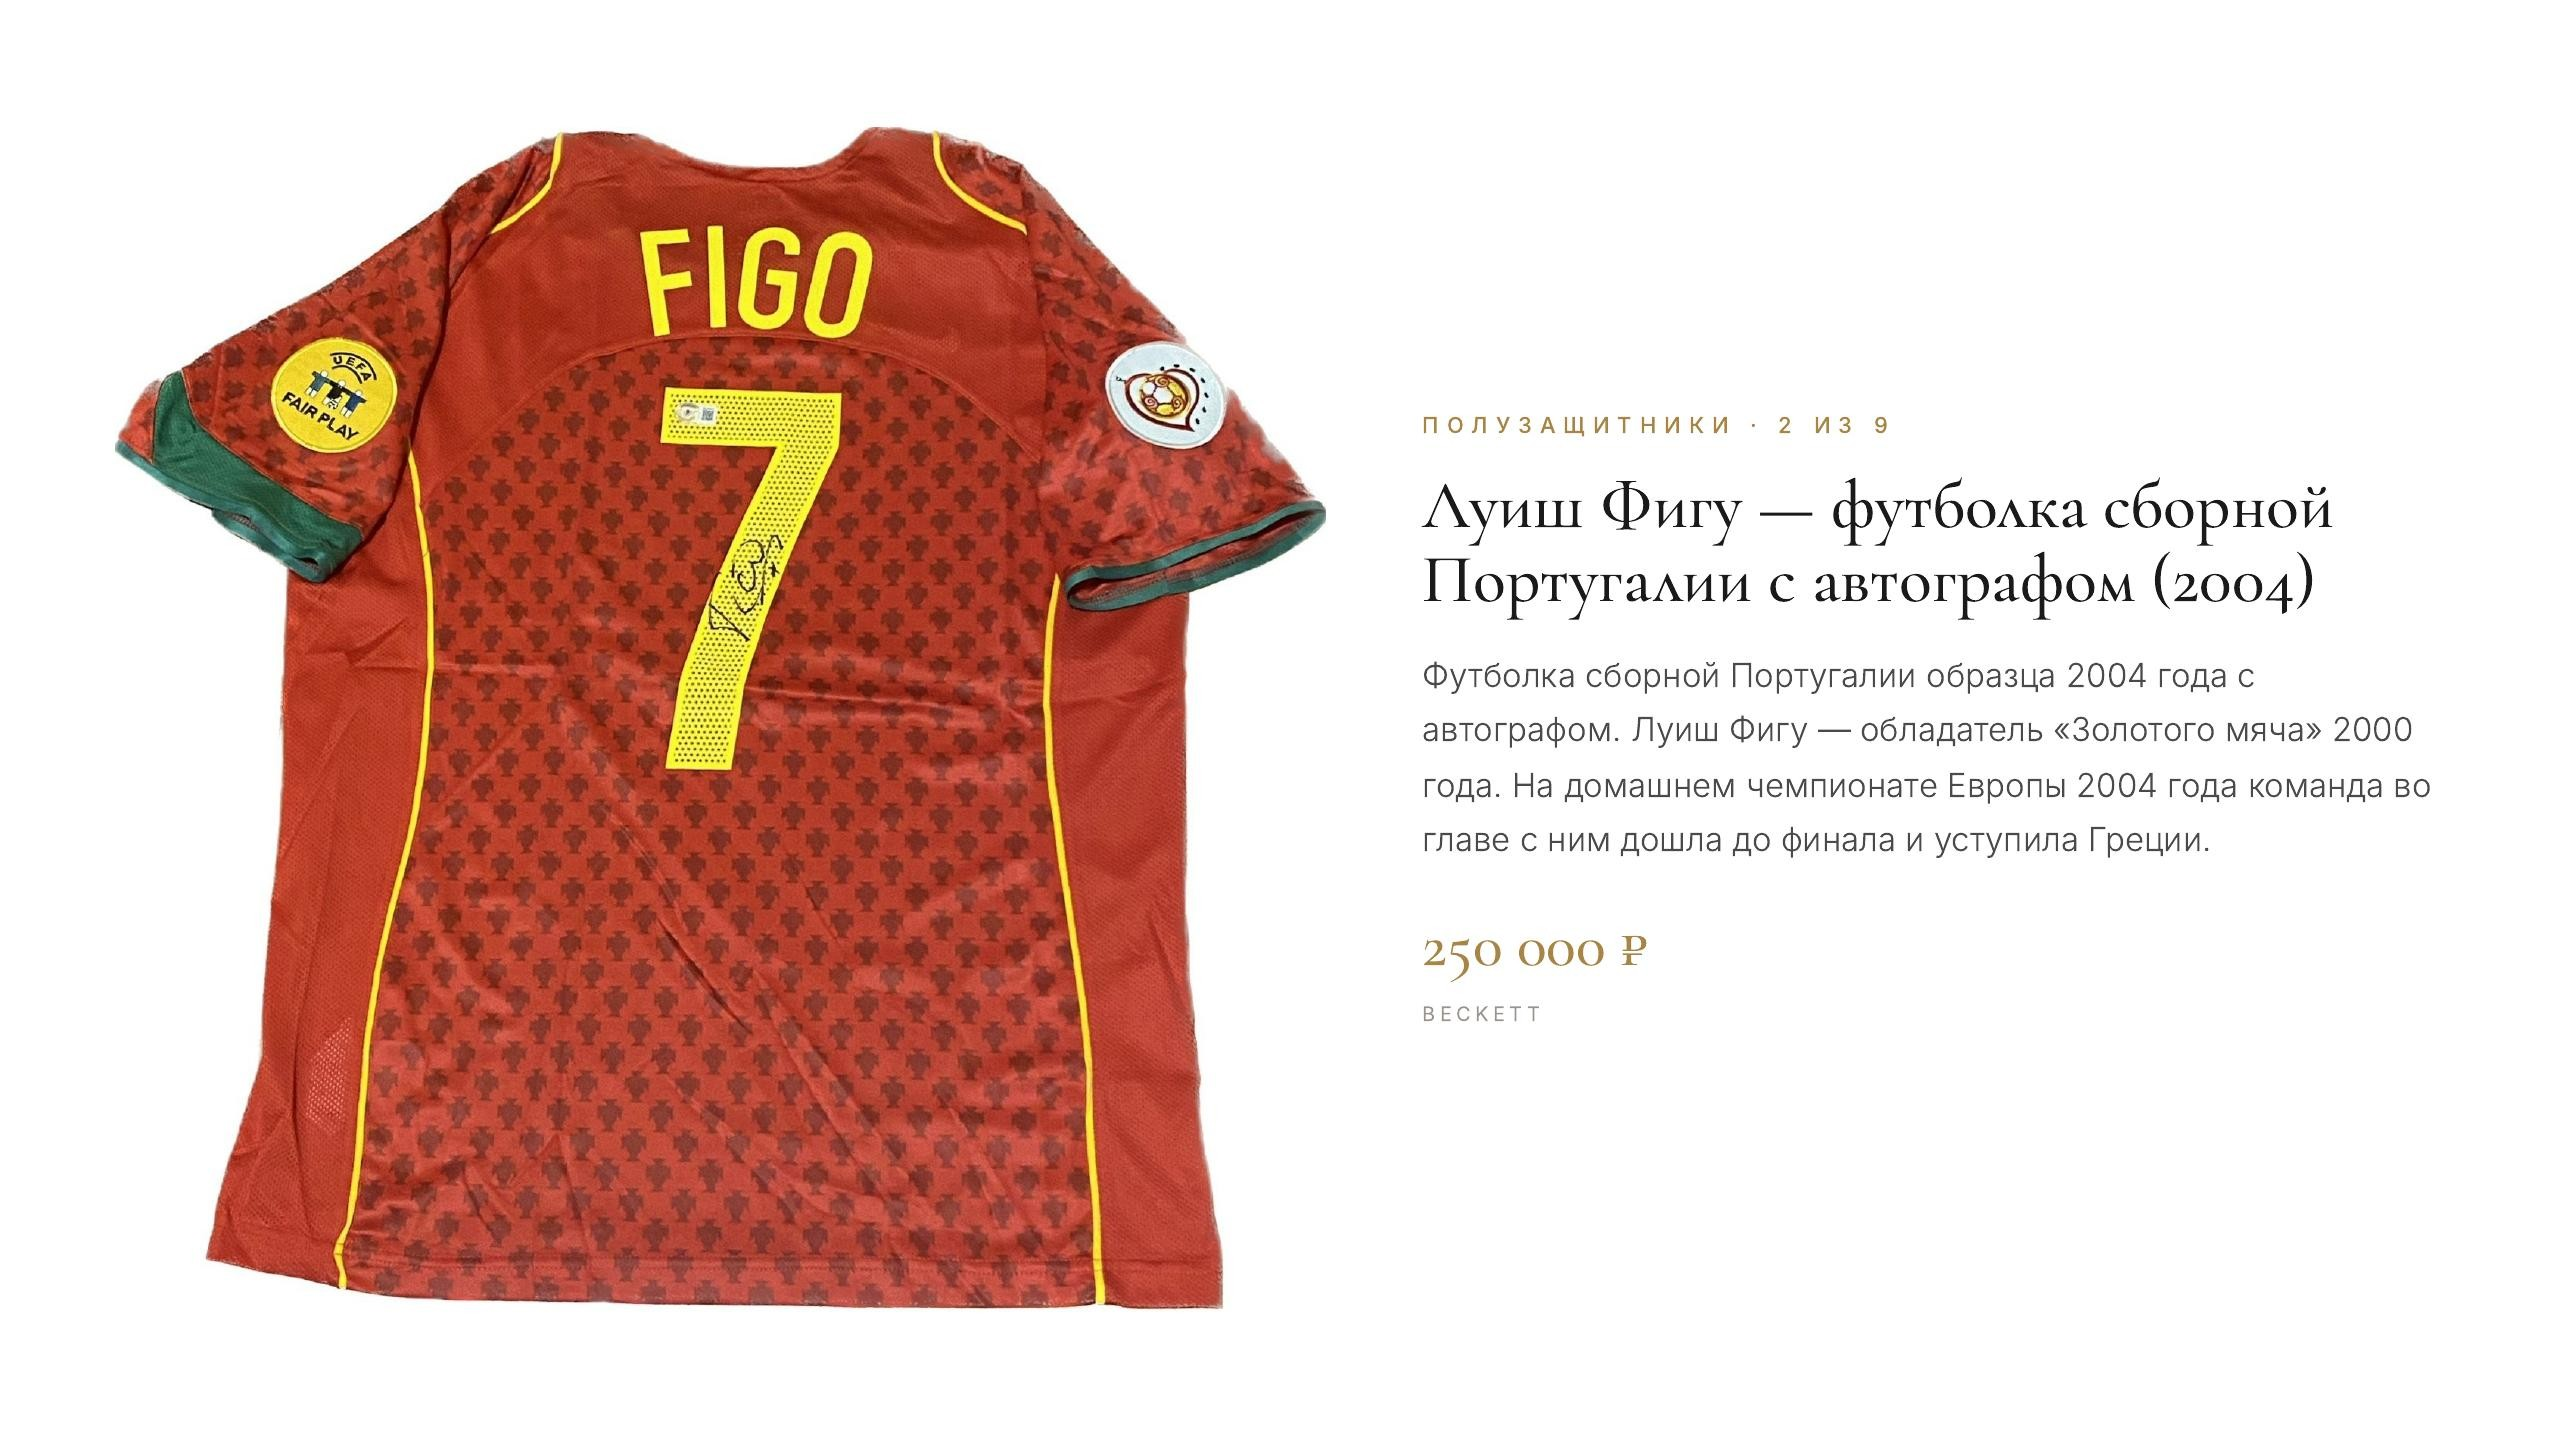 FIGO
UEFA
FAIR PLAY
7
ПОЛУЗАЩИТНИКИ · 2 ИЗ 9
Луиш Фигу — футболка сборной
Португалии с автографом (2004)
Футболка сборной Португалии образца 2004 года с
автографом. Луиш Фигу — обладатель «Золотого мяча» 2000
года. На домашнем чемпионате Европы 2004 года команда во
главе с ним дошла до финала и уступила Греции.
250 000 ₽
BECKETT